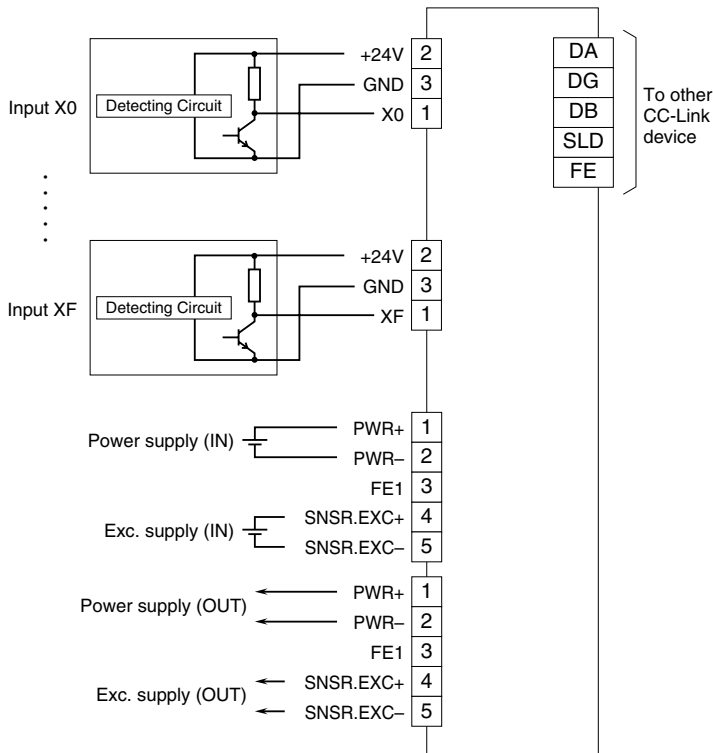 +24V 2
GND 3
X0 1
Input X0
Detecting Circuit
DA
DG
DB
SLD
FE
To other
CC-Link
device
+24V 2
GND 3
XF 1
Input XF
Detecting Circuit
Power supply (IN)
PWR+ 1
PWR– 2
FE1 3
Exc. supply (IN)
SNSR.EXC+ 4
SNSR.EXC– 5
Power supply (OUT)
PWR+ 1
PWR– 2
FE1 3
Exc. supply (OUT)
SNSR.EXC+ 4
SNSR.EXC– 5